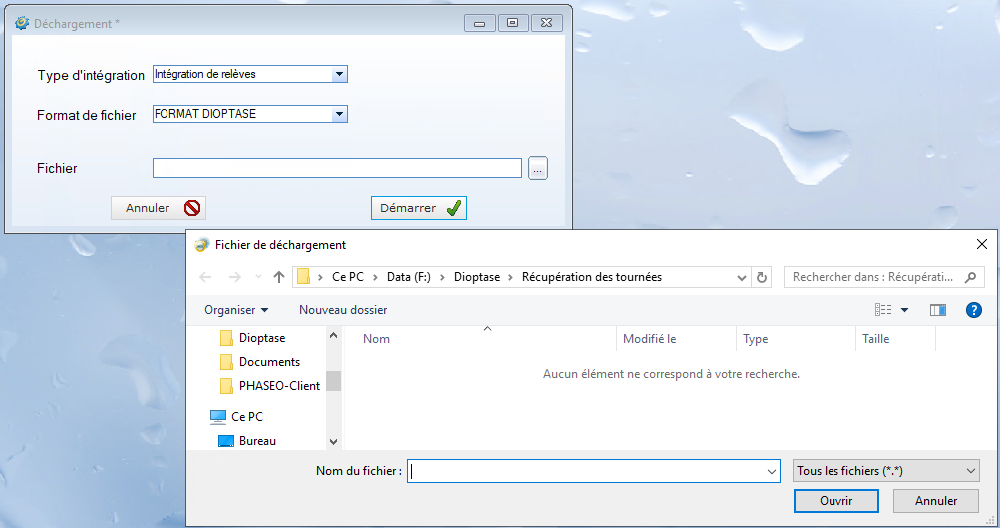 Déchargement *
Type d'intégration
Intégration de relèves
Format de fichier
FORMAT DIOPTASE
Fichier
...
Annuler
Démarrer
Fichier de déchargement
Ce PC > Data (F:) > Dioptase > Récupération des tournées
Rechercher dans : Récupérati...
Organiser
Nouveau dossier
?
Dioptase
Documents
PHASEO-Client
Ce PC
Bureau
Nom
Modifié le
Type
Taille
Aucun élément ne correspond à votre recherche.
Nom du fichier :
Tous les fichiers (*.*)
Ouvrir
Annuler